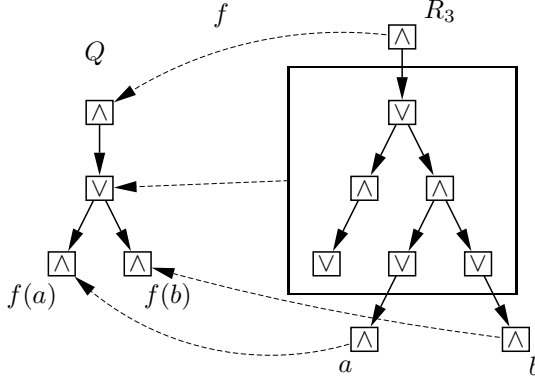 f R₃
Q
∧
∧ ∨
∨ ∧ ∧
∧ ∧ ∨ ∨ ∨
f(a) f(b)
∧ ∧
a b